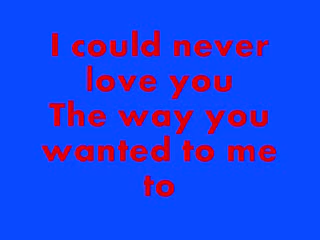 I could never
love you
The way you
wanted to me
to